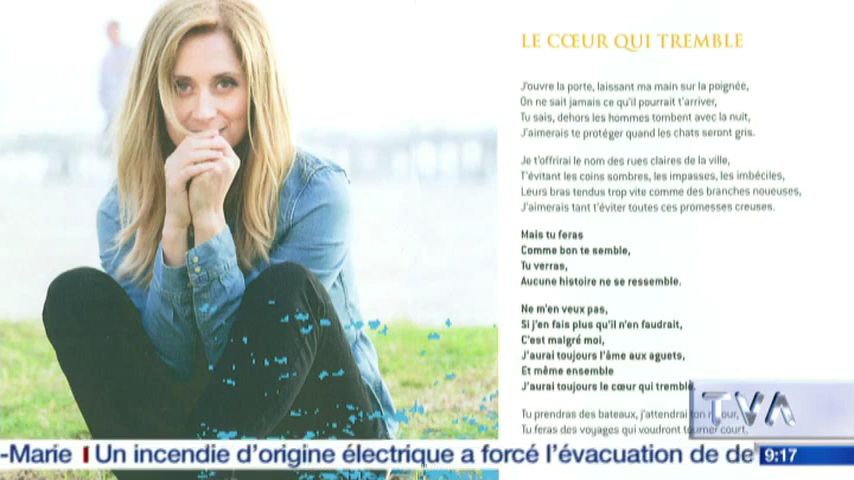 LE CŒUR QUI TREMBLE
J'ouvre la porte, laissant ma main sur la poignée,
On ne sait jamais ce qu'il pourrait t'arriver,
Tu sais, dehors les hommes tombent avec la nuit,
J'aimerais te protéger quand les chats seront gris.
Je t'offrirai le nom des rues claires de la ville,
T'évitant les coins sombres, les impasses, les imbéciles,
Leurs bras tendus trop vite comme des branches noueuses,
J'aimerais tant t'éviter toutes ces promesses creuses.
Mais tu feras
Comme bon te semble,
Tu verras,
Aucune histoire ne se ressemble.
Ne m'en veux pas,
Si j'en fais plus qu'il n'en faudrait,
C'est malgré moi,
J'aurai toujours l'âme aux aguets,
Et même ensemble
J'aurai toujours le cœur qui tremble.
Tu prendras des bateaux, j'attendrai ton retour,
Tu feras des voyages qui voudront tourner court.
TVA
-Marie Un incendie d'origine électrique a forcé l'évacuation de de
9:17